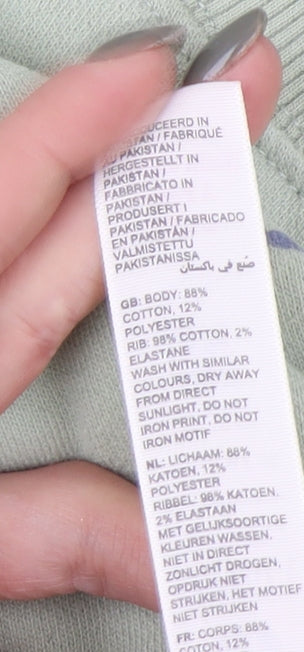 DUCEERD IN
STAN / FABRIQUÉ
AU PAKISTAN /
HERGESTELLT IN
PAKISTAN /
FABBRICATO IN
PAKISTAN /
PRODUSERT I
PAKISTAN / FABRICADO
EN PAKISTÁN /
VALMISTETTU
PAKISTANISSA
صنع في باكستان
GB: BODY: 88%
COTTON, 12%
POLYESTER
RIB: 98% COTTON, 2%
ELASTANE
WASH WITH SIMILAR
COLOURS, DRY AWAY
FROM DIRECT
SUNLIGHT, DO NOT
IRON PRINT, DO NOT
IRON MOTIF
NL: LICHAAM: 88%
KATOEN, 12%
POLYESTER
RIBBEL: 98% KATOEN,
2% ELASTAAN
MET GELIJKSOORTIGE
KLEUREN WASSEN,
NIET IN DIRECT
ZONLICHT DROGEN,
OPDRUK NIET
STRIJKEN, HET MOTIEF
NIET STRIJKEN
FR: CORPS: 88%
COTON, 12%